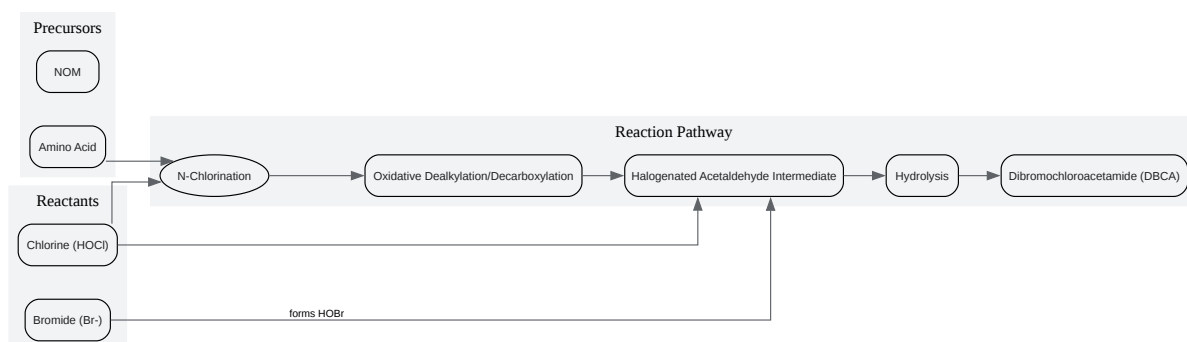 Precursors
NOM
Amino Acid
Reactants
Chlorine (HOCl)
Bromide (Br-)
Reaction Pathway
N-Chlorination
Oxidative Dealkylation/Decarboxylation
Halogenated Acetaldehyde Intermediate
Hydrolysis
Dibromochloroacetamide (DBCA)
forms HOBr